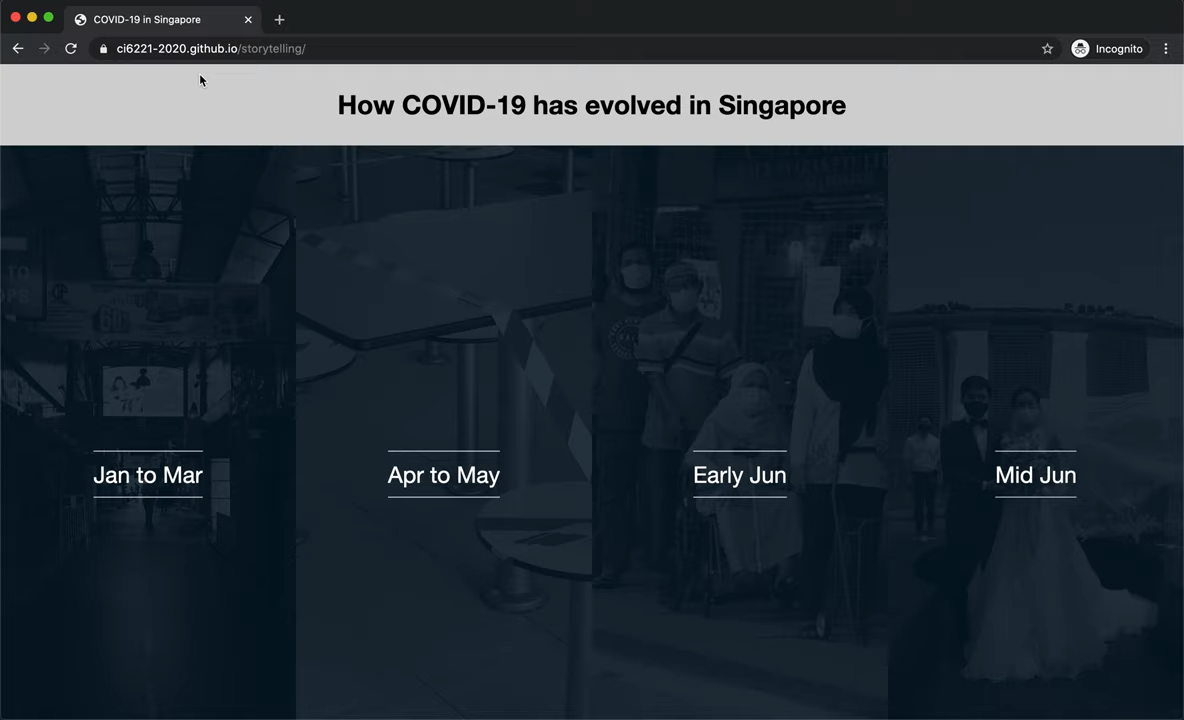 COVID-19 in Singapore
ci6221-2020.github.io/storytelling/
Incognito
How COVID-19 has evolved in Singapore
Jan to Mar
Apr to May
Early Jun
Mid Jun